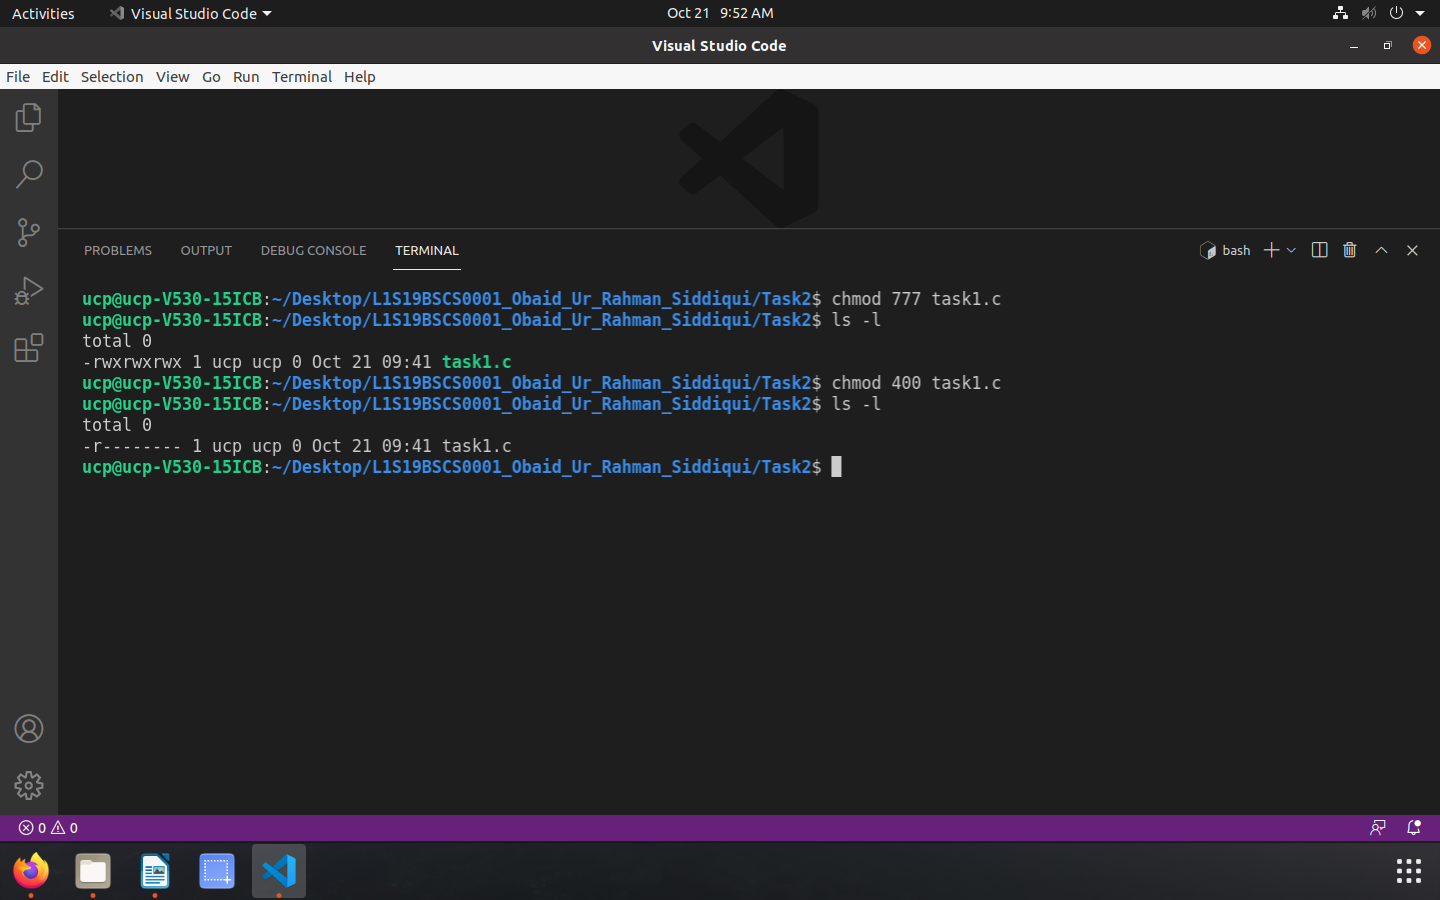 Activities Visual Studio Code Oct 21 9:52 AM
Visual Studio Code
File Edit Selection View Go Run Terminal Help
PROBLEMS OUTPUT DEBUG CONSOLE TERMINAL bash
ucp@ucp-V530-15ICB:~/Desktop/L1S19BSCS0001_Obaid_Ur_Rahman_Siddiqui/Task2$ chmod 777 task1.c
ucp@ucp-V530-15ICB:~/Desktop/L1S19BSCS0001_Obaid_Ur_Rahman_Siddiqui/Task2$ ls -l
total 0
-rwxrwxrwx 1 ucp ucp 0 Oct 21 09:41 task1.c
ucp@ucp-V530-15ICB:~/Desktop/L1S19BSCS0001_Obaid_Ur_Rahman_Siddiqui/Task2$ chmod 400 task1.c
ucp@ucp-V530-15ICB:~/Desktop/L1S19BSCS0001_Obaid_Ur_Rahman_Siddiqui/Task2$ ls -l
total 0
-r-------- 1 ucp ucp 0 Oct 21 09:41 task1.c
ucp@ucp-V530-15ICB:~/Desktop/L1S19BSCS0001_Obaid_Ur_Rahman_Siddiqui/Task2$
0 0